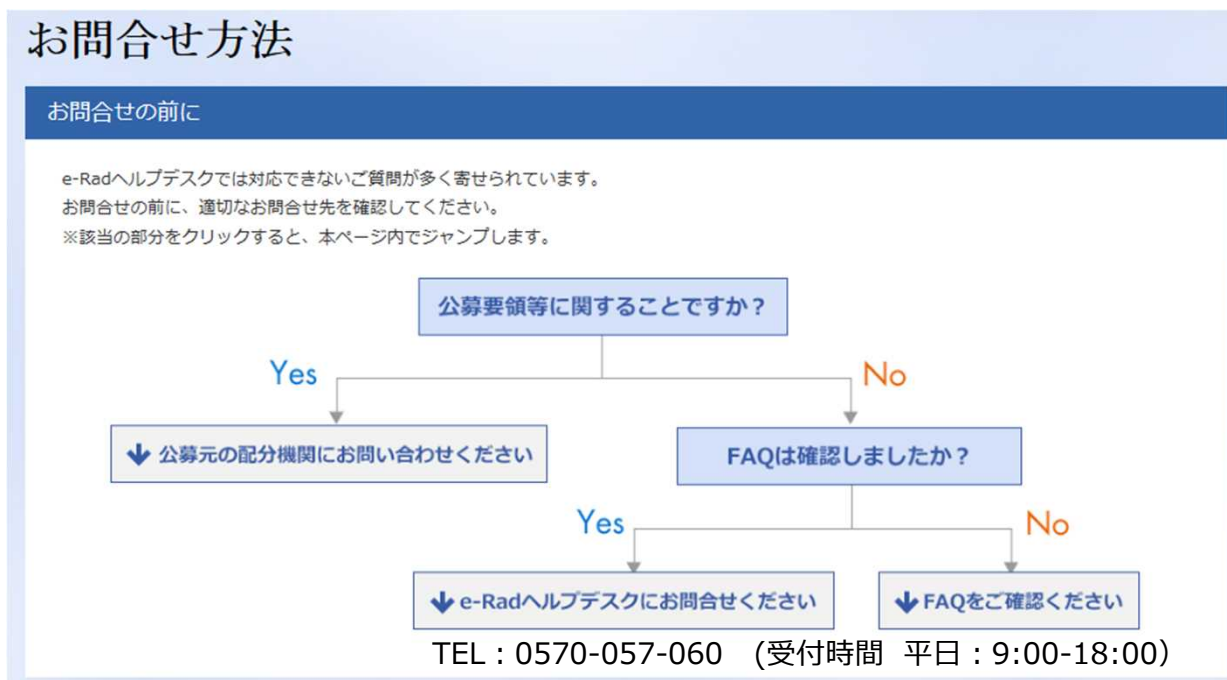 お問合せ方法
お問合せの前に
e-Radヘルプデスクでは対応できないご質問が多く寄せられています。
お問合せの前に、適切なお問合せ先を確認してください。
※該当の部分をクリックすると、本ページ内でジャンプします。
公募要領等に関することですか？
Yes
No
公募元の配分機関にお問い合わせください
FAQは確認しましたか？
Yes
No
e-Radヘルプデスクにお問合せください
FAQをご確認ください
TEL：0570-057-060 (受付時間 平日：9:00-18:00）